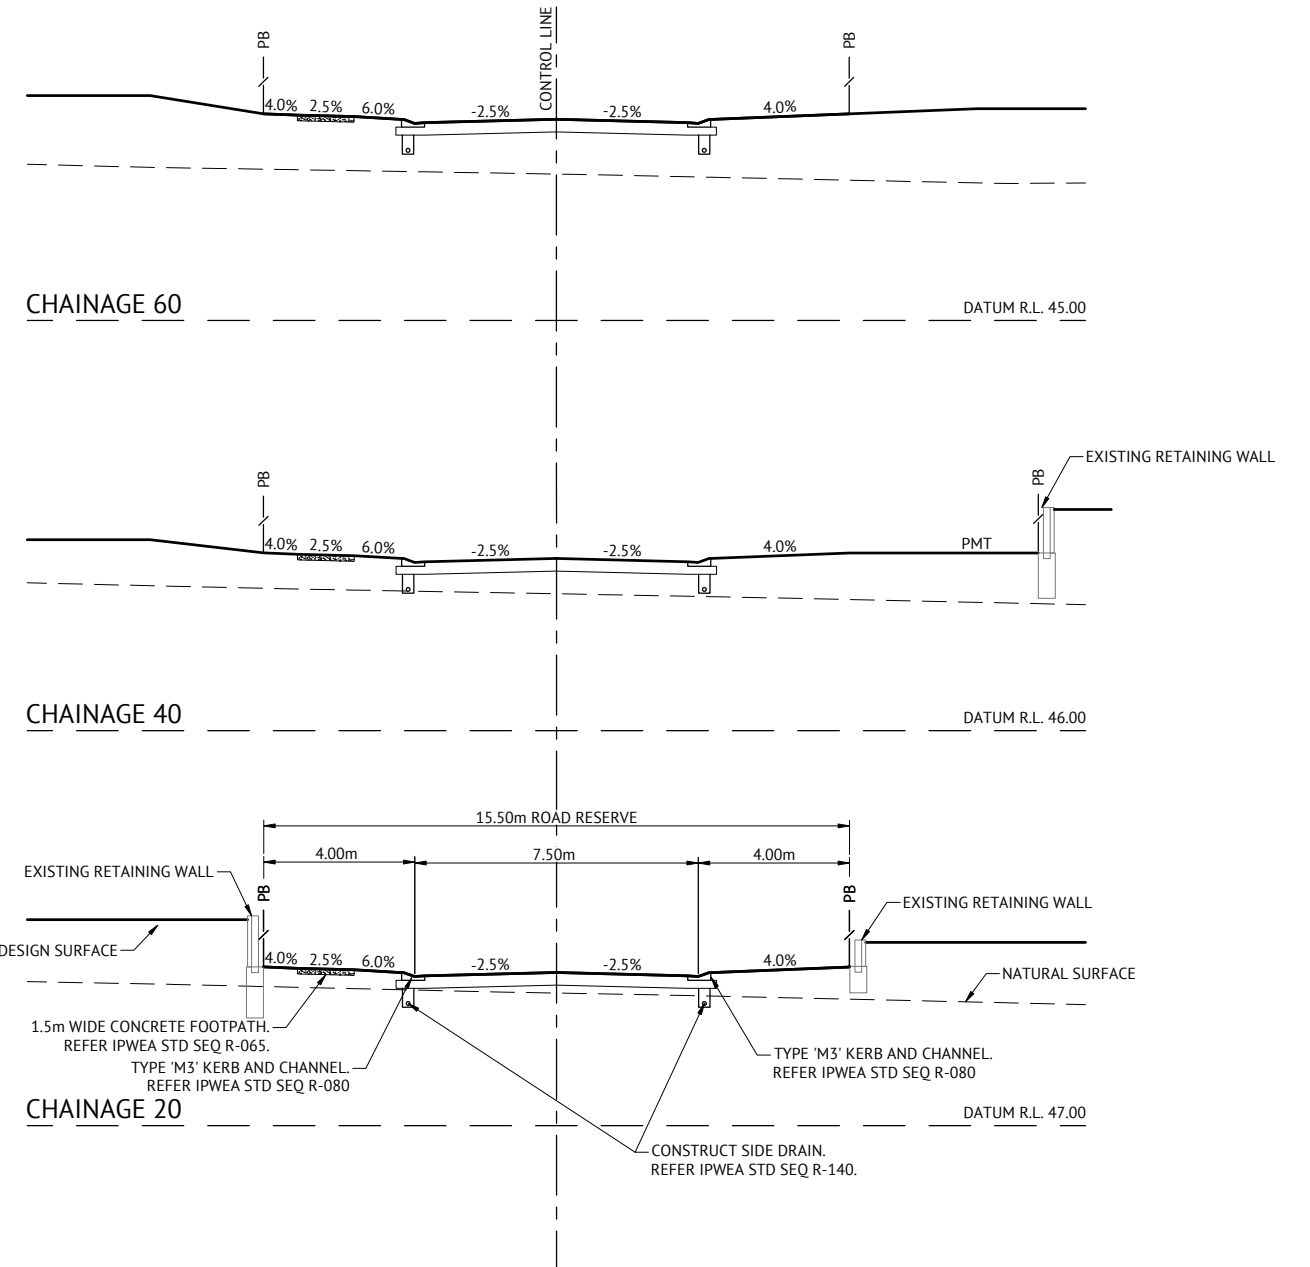 PB
CONTROL LINE
PB
4.0% 2.5% 6.0% -2.5% -2.5% 4.0%
CHAINAGE 60
DATUM R.L. 45.00
EXISTING RETAINING WALL
PB
PB
4.0% 2.5% 6.0% -2.5% -2.5% 4.0% PMT
CHAINAGE 40
DATUM R.L. 46.00
15.50m ROAD RESERVE
4.00m 7.50m 4.00m
EXISTING RETAINING WALL
PB
PB
EXISTING RETAINING WALL
DESIGN SURFACE
4.0% 2.5% 6.0% -2.5% -2.5% 4.0%
NATURAL SURFACE
1.5m WIDE CONCRETE FOOTPATH.
REFER IPWEA STD SEQ R-065.
TYPE 'M3' KERB AND CHANNEL.
REFER IPWEA STD SEQ R-080
TYPE 'M3' KERB AND CHANNEL.
REFER IPWEA STD SEQ R-080
CHAINAGE 20
DATUM R.L. 47.00
CONSTRUCT SIDE DRAIN.
REFER IPWEA STD SEQ R-140.